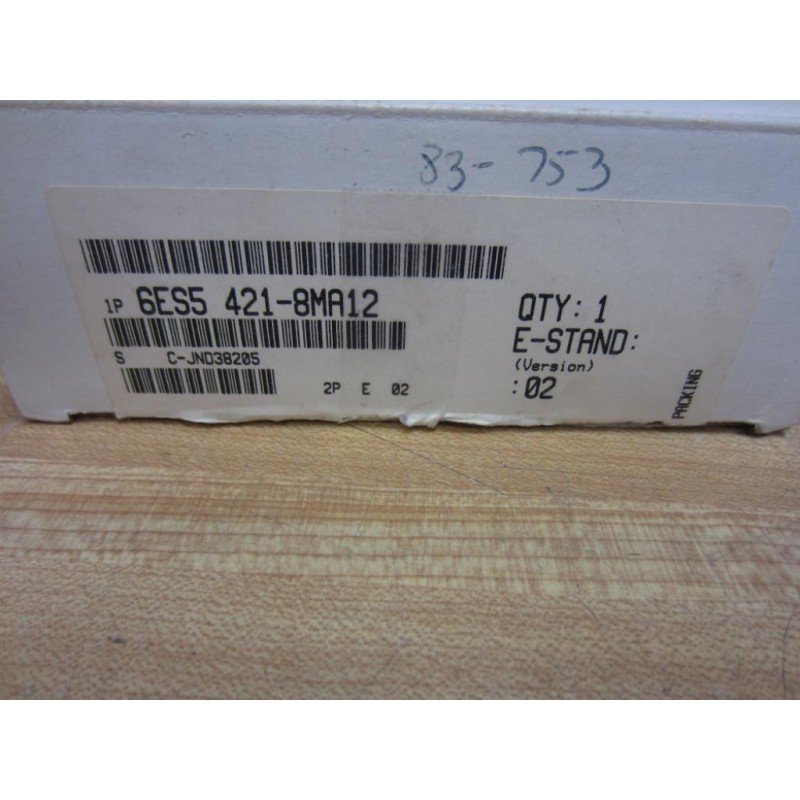 83-753
1P 6ES5 421-8MA12
QTY: 1
E-STAND:
(Version)
:02
S C-JND38205
2P E 02
PACKING